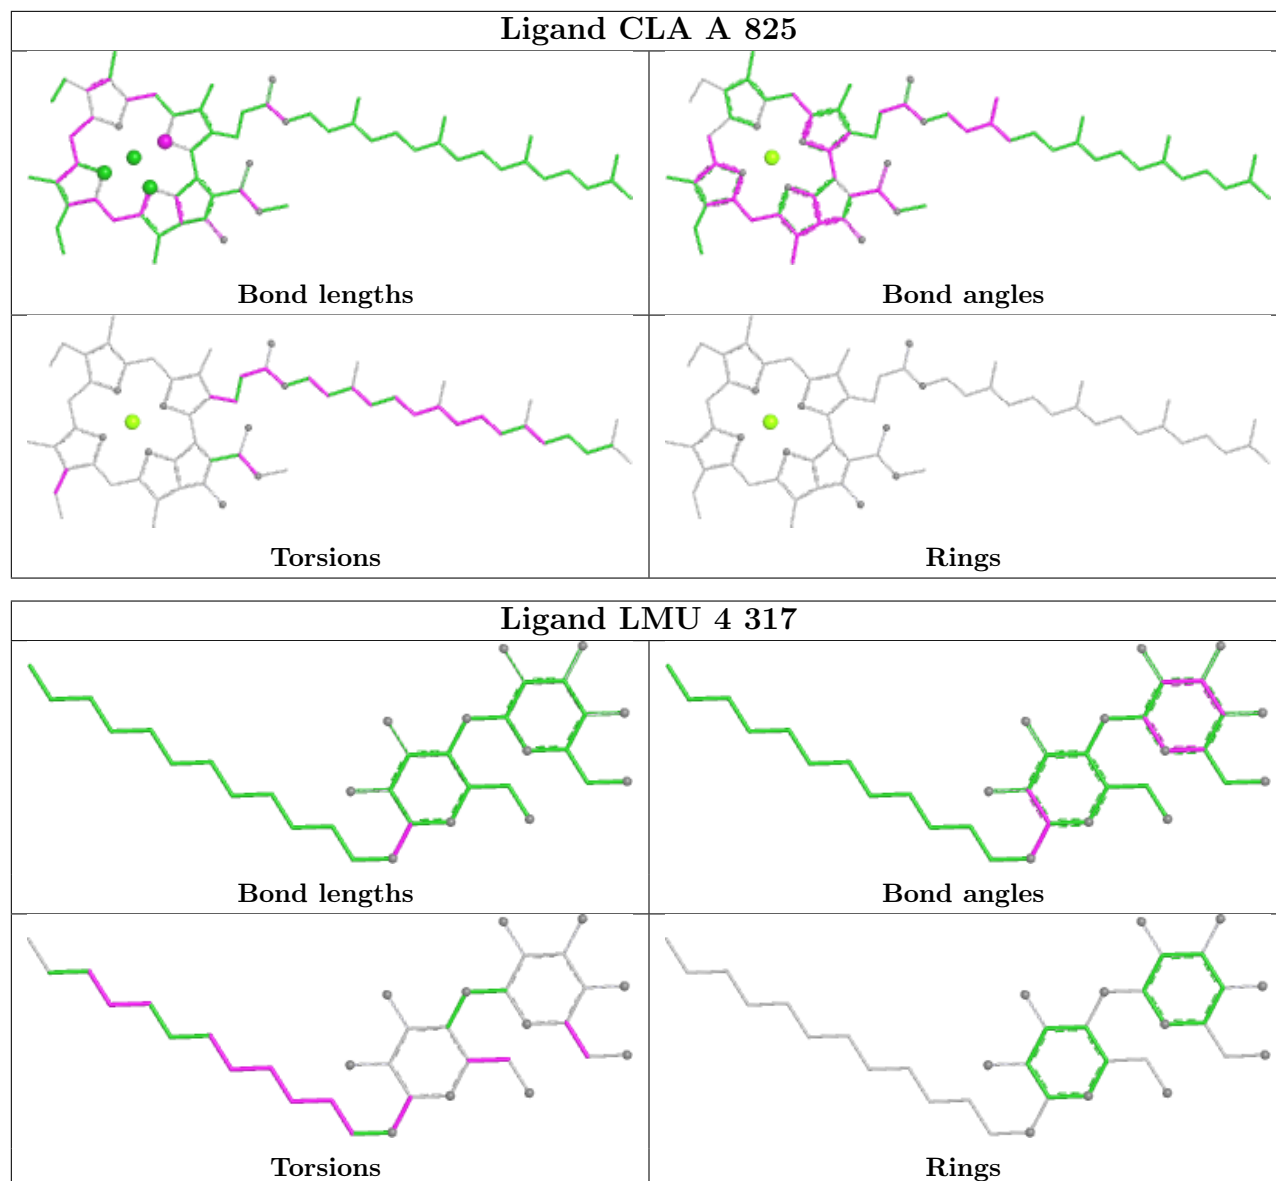 Ligand CLA A 825
Bond lengths
Bond angles
Torsions
Rings
Ligand LMU 4 317
Bond lengths
Bond angles
Torsions
Rings